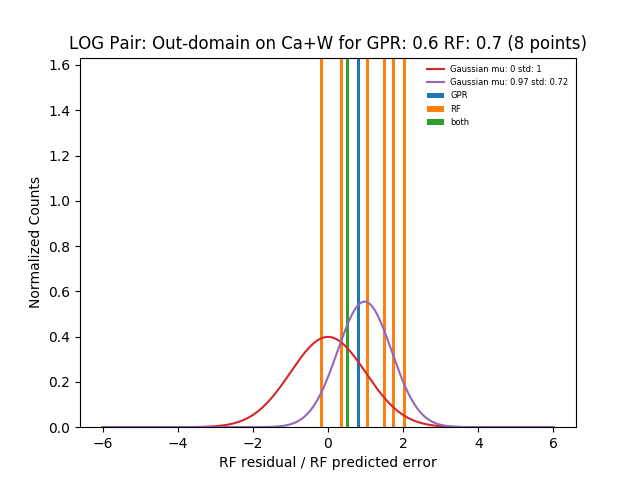 LOG Pair: Out-domain on Ca+W for GPR: 0.6 RF: 0.7 (8 points)
Gaussian mu: 0 std: 1
Gaussian mu: 0.97 std: 0.72
GPR
RF
both
Normalized Counts
1.6
1.4
1.2
1.0
0.8
0.6
0.4
0.2
0.0
−6 −4 −2 0 2 4 6
RF residual / RF predicted error